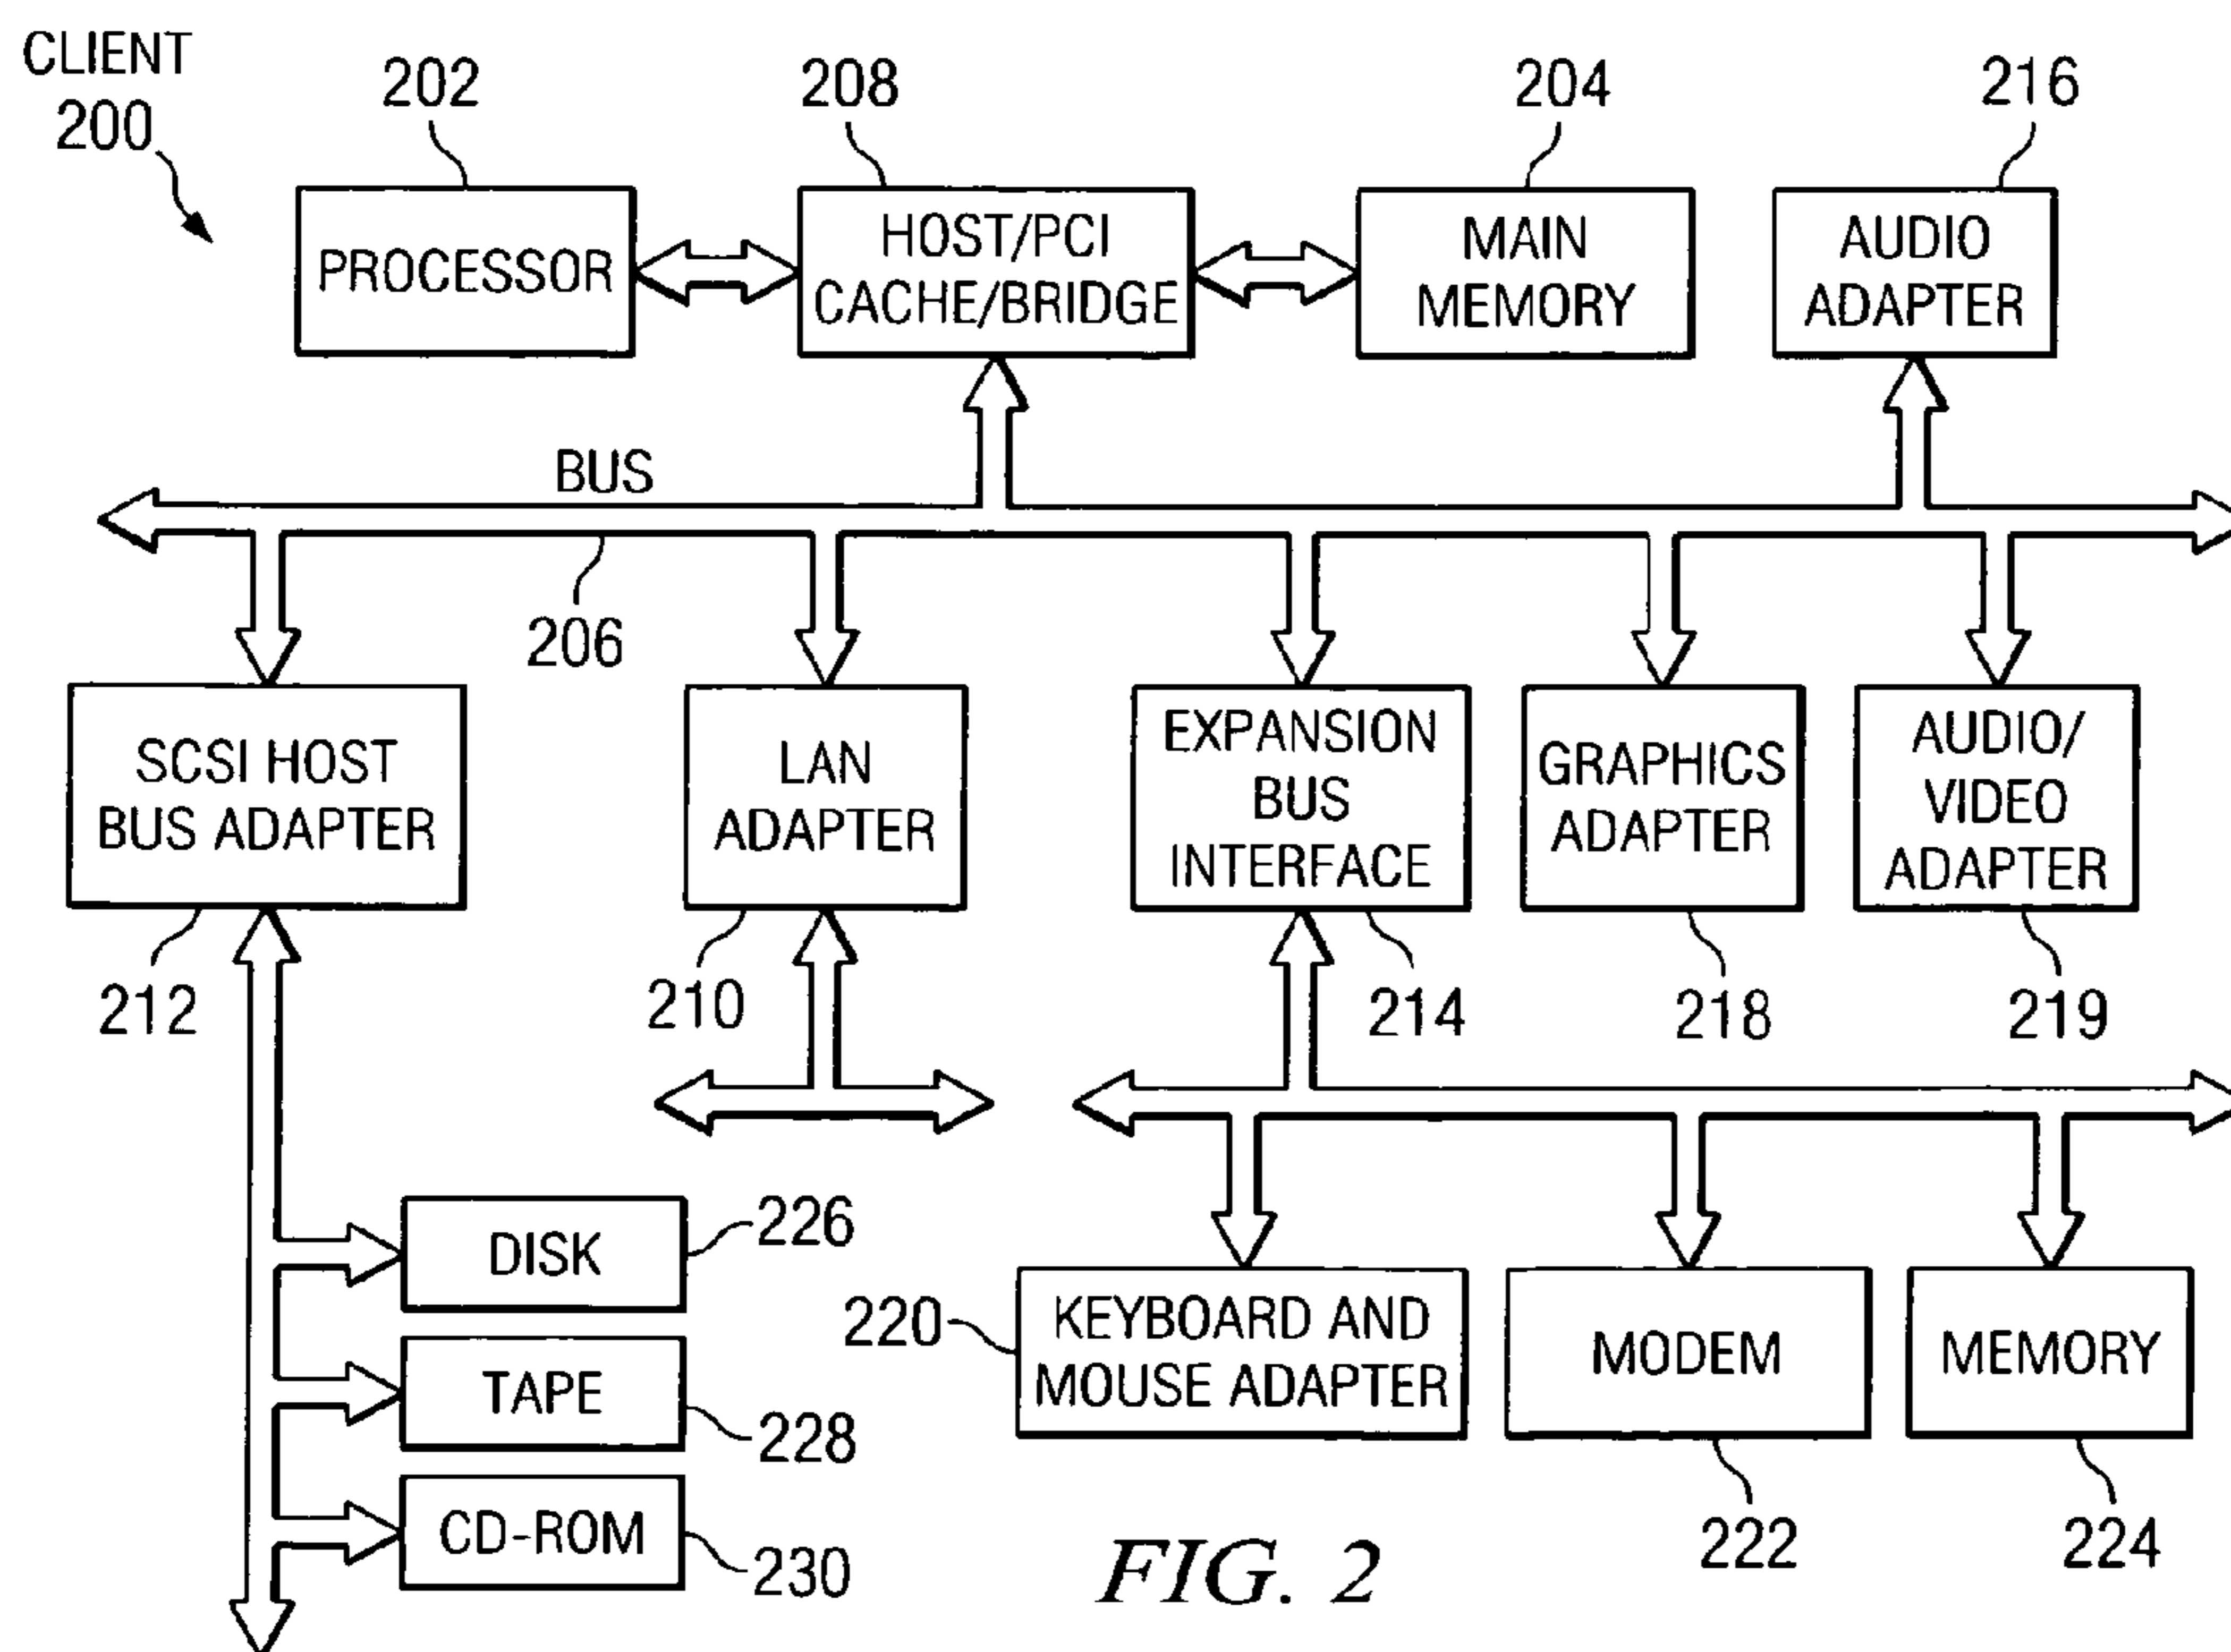 CLIENT
200
202
208
204
216
PROCESSOR
HOST/PCI
CACHE/BRIDGE
MAIN
MEMORY
AUDIO
ADAPTER
BUS
206
SCSI HOST
BUS ADAPTER
LAN
ADAPTER
EXPANSION
BUS
INTERFACE
GRAPHICS
ADAPTER
AUDIO/
VIDEO
ADAPTER
212
210
214
218
219
DISK
226
TAPE
228
CD-ROM
230
220
KEYBOARD AND
MOUSE ADAPTER
MODEM
MEMORY
222
224
FIG. 2